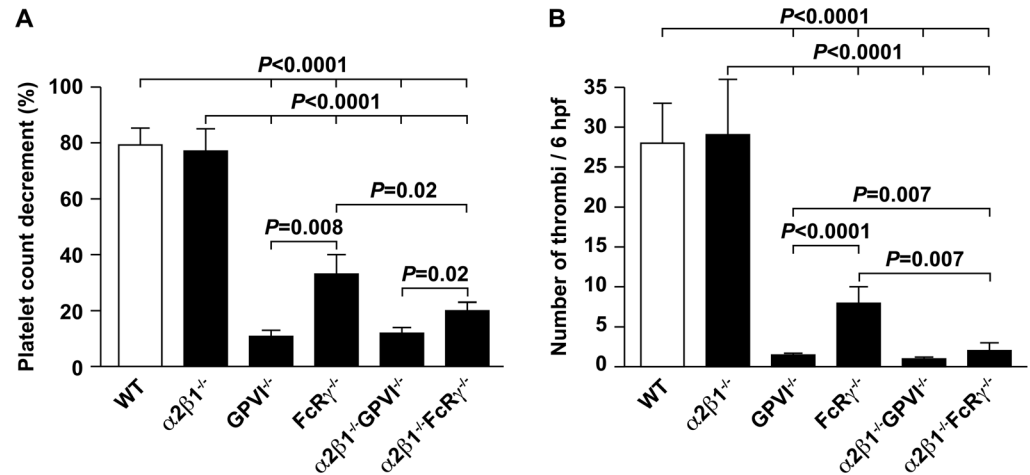 A
Platelet count decrement (%)
100
80
60
40
20
0
P<0.0001
P<0.0001
P=0.02
P=0.008
P=0.02
WT
α2β1-/-
GPVI-/-
FcRγ-/-
α2β1-/-GPVI-/-
α2β1-/-FcRγ-/-
B
Number of thrombi / 6 hpf
35
30
25
20
15
10
5
0
P<0.0001
P<0.0001
P=0.007
P<0.0001
P=0.007
WT
α2β1-/-
GPVI-/-
FcRγ-/-
α2β1-/-GPVI-/-
α2β1-/-FcRγ-/-